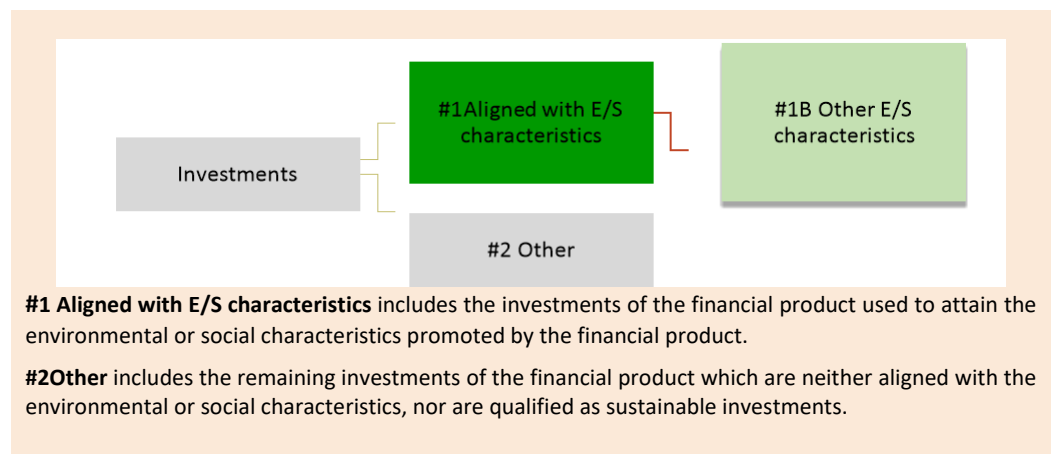 #1Aligned with E/S
characteristics
#1B Other E/S
characteristics
Investments
#2 Other
#1 Aligned with E/S characteristics includes the investments of the financial product used to attain the
environmental or social characteristics promoted by the financial product.
#2Other includes the remaining investments of the financial product which are neither aligned with the
environmental or social characteristics, nor are qualified as sustainable investments.